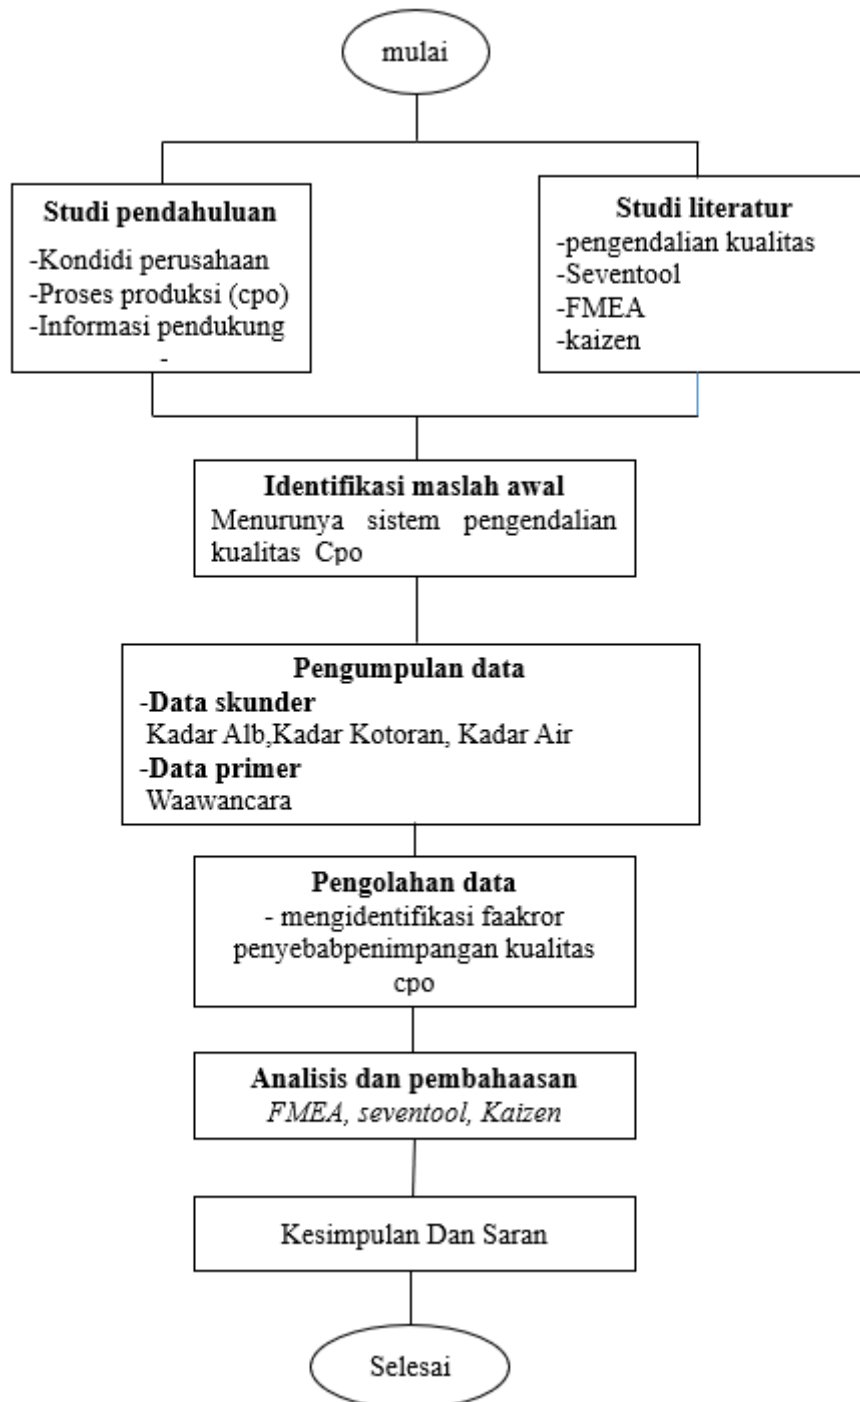 mulai
Studi pendahuluan
-Kondidi perusahaan
-Proses produksi (cpo)
-Informasi pendukung
-
Studi literatur
-pengendalian kualitas
-Seventool
-FMEA
-kaizen
Identifikasi maslah awal
Menurunya sistem pengendalian
kualitas Cpo
Pengumpulan data
-Data skunder
Kadar Alb,Kadar Kotoran, Kadar Air
-Data primer
Waawancara
Pengolahan data
- mengidentifikasi faakror
penyebabpenimpangan kualitas
cpo
Analisis dan pembahaasan
FMEA, seventool, Kaizen
Kesimpulan Dan Saran
Selesai